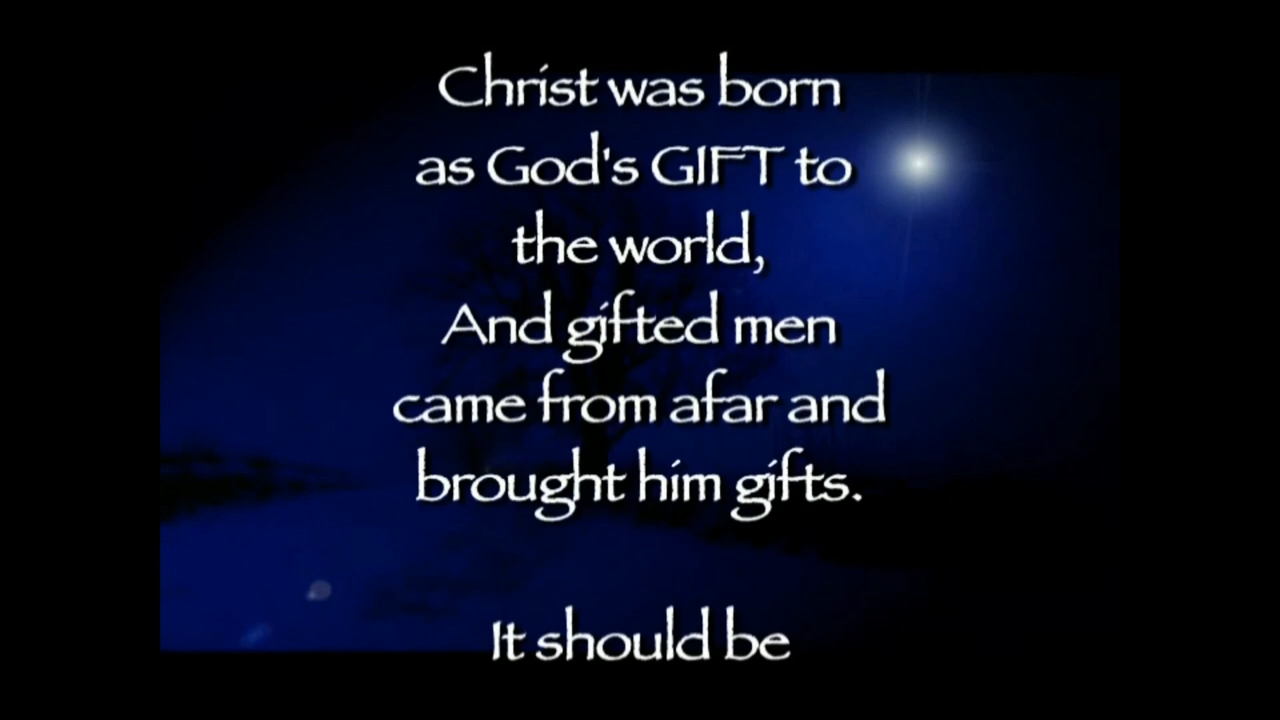 Christ was born
as God's GIFT to
the world,
And gifted men
came from afar and
brought him gifts.
It should be